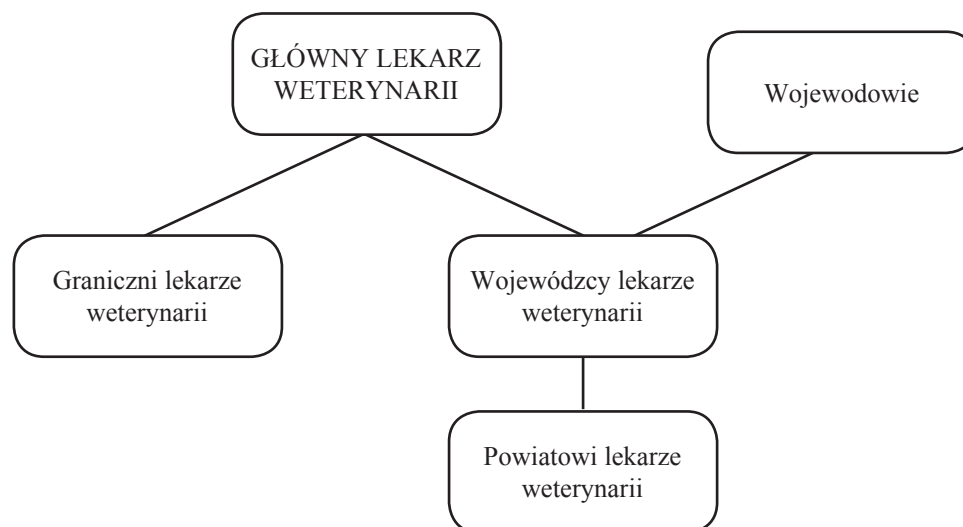 GŁÓWNY LEKARZ
WETERYNARII
Wojewodowie
Graniczni lekarze
weterynarii
Wojewódzcy lekarze
weterynarii
Powiatowi lekarze
weterynarii